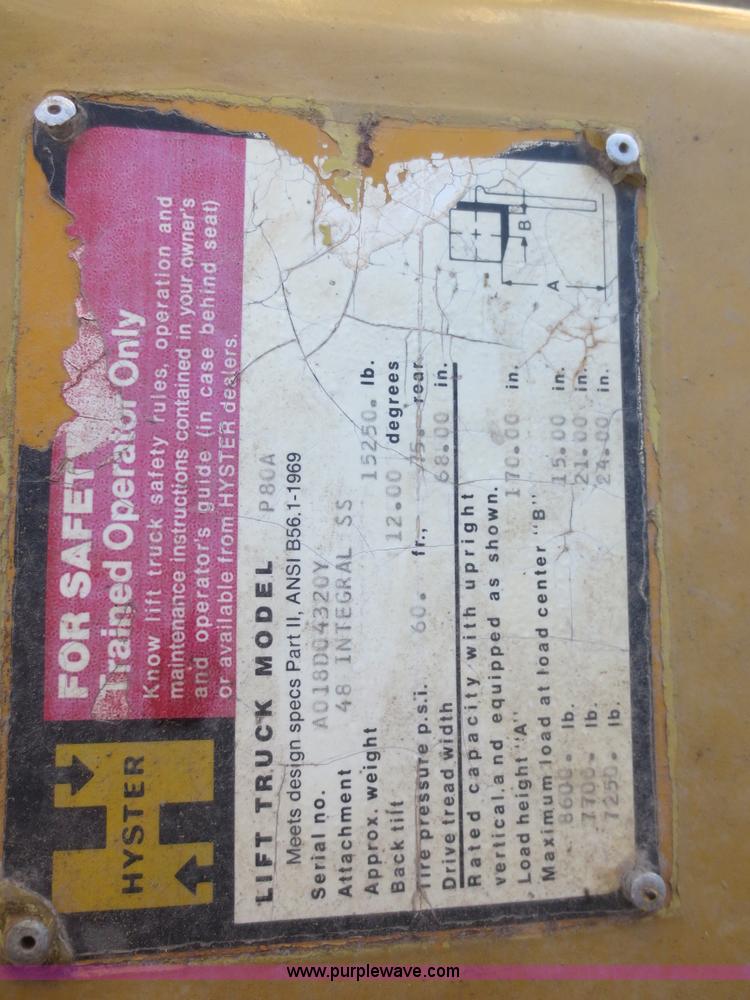 HYSTER
FOR SAFETY
Trained Operator Only
Know lift truck safety rules, operation and
maintenance instructions contained in your owner's
and operator's guide (in case behind seat)
or available from HYSTER dealers.
LIFT TRUCK MODEL P80A
Meets design specs Part II, ANSI B56.1-1969
Serial no. A018D04320Y
Attachment 48 INTEGRAL SS
Approx. weight 15250. lb.
Back tilt 12.00 degrees
Tire pressure p.s.i. 60. fr., 75. rear
Drive tread width 68.00 in.
Rated capacity with upright
vertical and equipped as shown.
Load height "A" 170.00 in.
Maximum load at load center "B"
8600. lb. 15.00 in.
7700. lb. 21.00 in.
7250. lb. 24.00 in.
B
A
www.purplewave.com